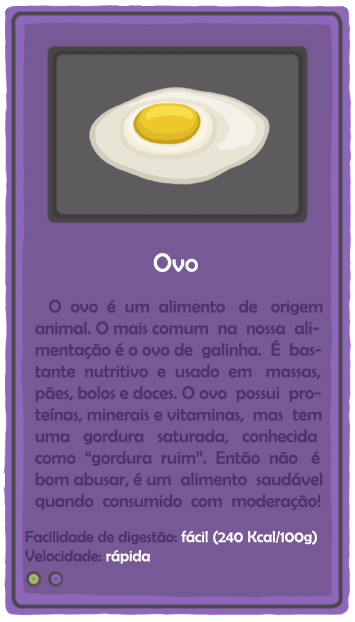 Ovo
O ovo é um alimento de origem
animal. O mais comum na nossa ali-
mentação é o ovo de galinha. É bas-
tante nutritivo e usado em massas,
pães, bolos e doces. O ovo possui pro-
teínas, minerais e vitaminas, mas tem
uma gordura saturada, conhecida
como “gordura ruim”. Então não é
bom abusar, é um alimento saudável
quando consumido com moderação!
Facilidade de digestão: fácil (240 Kcal/100g)
Velocidade: rápida